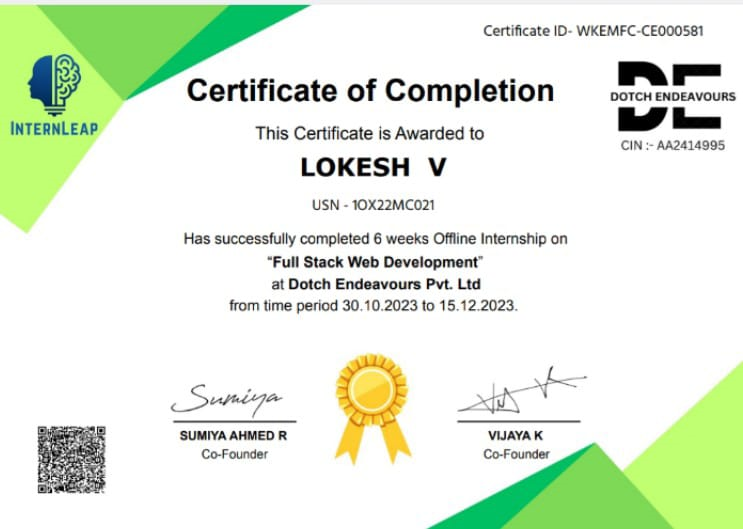 Certificate ID- WKEMFC-CE000581
INTERNLEAP
DE
DOTCH ENDEAVOURS
CIN :- AA2414995
Certificate of Completion
This Certificate is Awarded to
LOKESH V
USN - 1OX22MC021
Has successfully completed 6 weeks Offline Internship on
“Full Stack Web Development”
at Dotch Endeavours Pvt. Ltd
from time period 30.10.2023 to 15.12.2023.
Sumiya
SUMIYA AHMED R
Co-Founder
VIJAYA K
Co-Founder